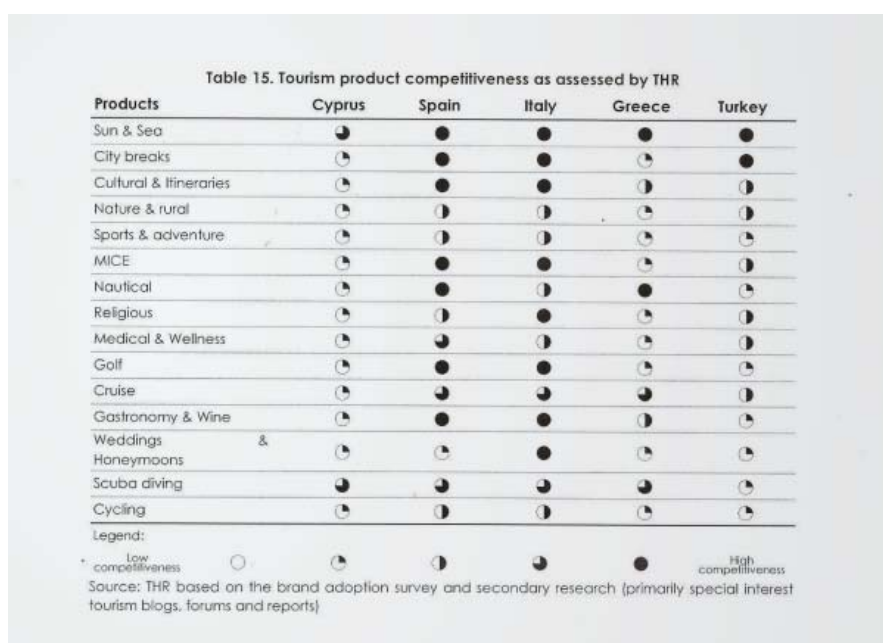 Table 15. Tourism product competitiveness as assessed by THR
Products Cyprus Spain Italy Greece Turkey
Sun & Sea
City breaks
Cultural & Itineraries
Nature & rural
Sports & adventure
MICE
Nautical
Religious
Medical & Wellness
Golf
Cruise
Gastronomy & Wine
Weddings &
Honeymoons
Scuba diving
Cycling
Legend:
Low High
competitiveness competitiveness
Source: THR based on the brand adoption survey and secondary research (primarily special interest
tourism blogs, forums and reports)